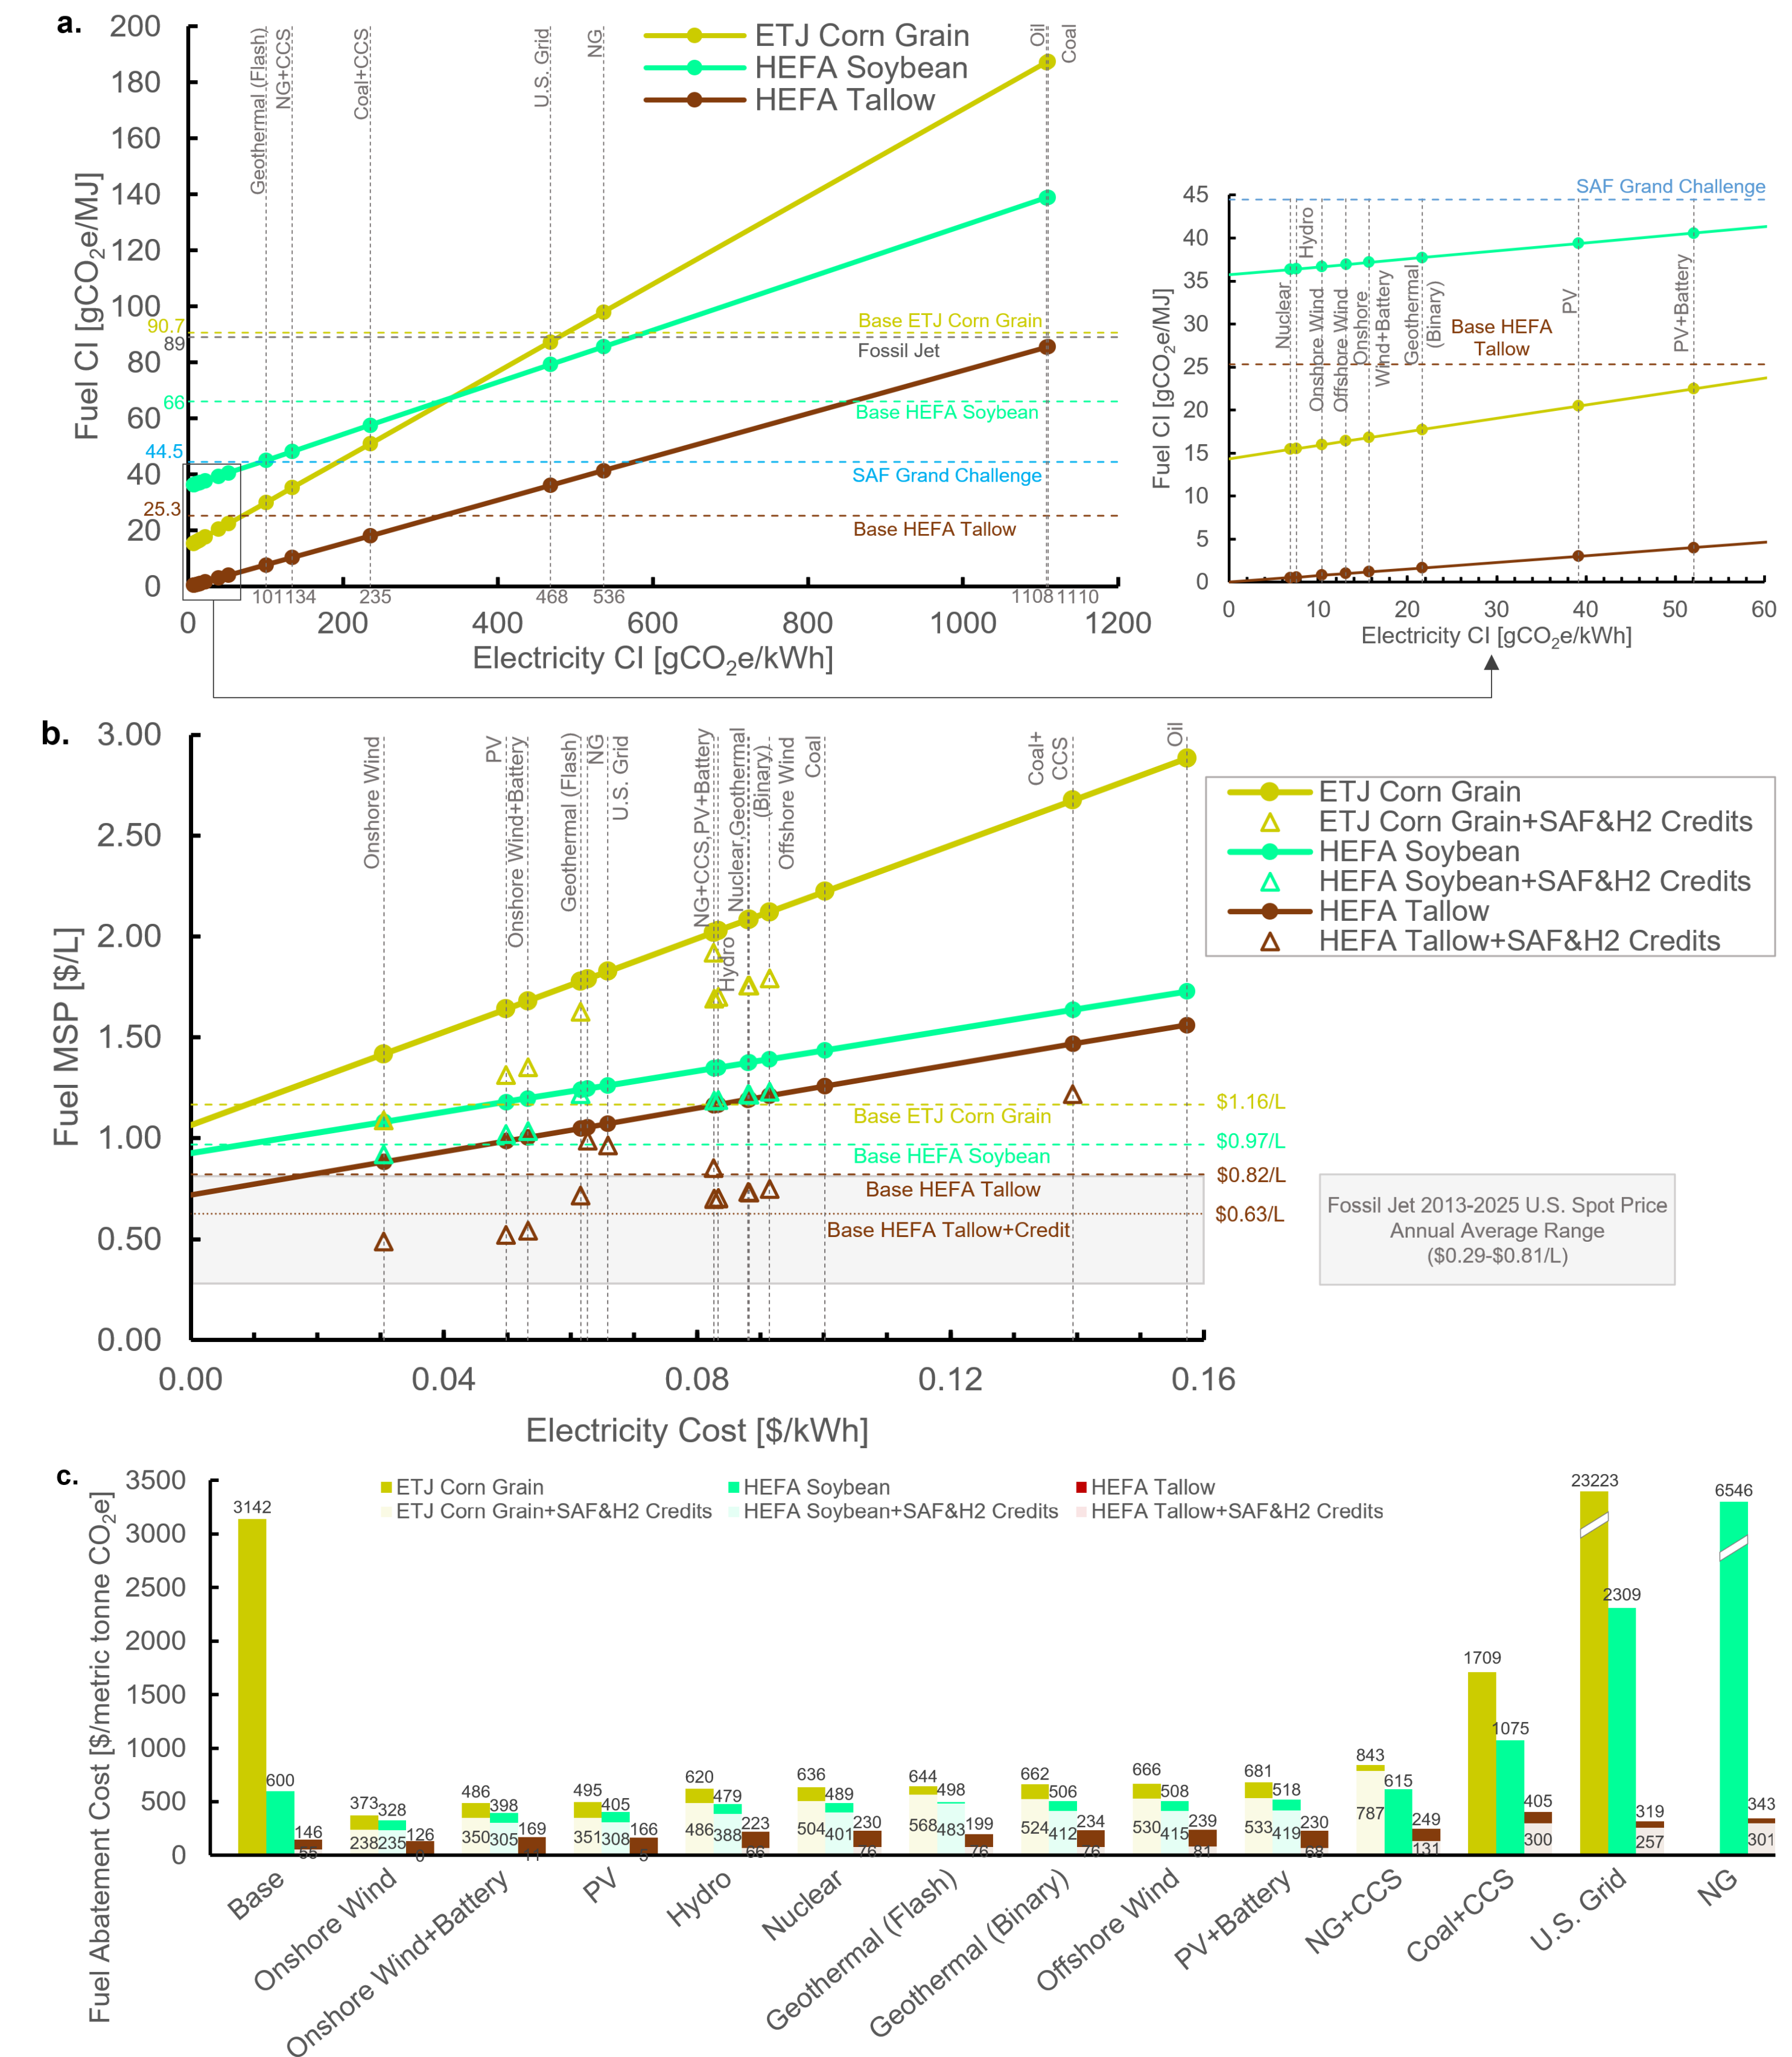 a.
200
180
160
140
120
100
90.7
89
80
66
60
44.5
40
25.3
20
0
Fuel CI [gCO2e/MJ]
Geothermal (Flash)
NG+CCS
Coal+CCS
U.S. Grid
NG
Oil
Coal
ETJ Corn Grain
HEFA Soybean
HEFA Tallow
Base ETJ Corn Grain
Fossil Jet
Base HEFA Soybean
SAF Grand Challenge
Base HEFA Tallow
101 134 235 468 536 1108 1110
0 200 400 600 800 1000 1200
Electricity CI [gCO2e/kWh]
SAF Grand Challenge
45
40
35
30
25
20
15
10
5
0
Fuel CI [gCO2e/MJ]
Nuclear
Hydro
Onshore Wind
Offshore Wind
Onshore
Wind+Battery
Geothermal
(Binary)
Base HEFA
Tallow
PV
PV+Battery
0 10 20 30 40 50 60
Electricity CI [gCO2e/kWh]
b.
3.00
2.50
2.00
1.50
1.00
0.50
0.00
Fuel MSP [$/L]
Onshore Wind
PV
Onshore Wind+Battery
Geothermal (Flash)
NG
U.S. Grid
NG+CCS,PV+Battery
Hydro
Nuclear,Geothermal
(Binary)
Offshore Wind
Coal
Coal+
CCS
Oil
ETJ Corn Grain
ETJ Corn Grain+SAF&H2 Credits
HEFA Soybean
HEFA Soybean+SAF&H2 Credits
HEFA Tallow
HEFA Tallow+SAF&H2 Credits
Base ETJ Corn Grain
$1.16/L
Base HEFA Soybean
$0.97/L
Base HEFA Tallow
$0.82/L
Base HEFA Tallow+Credit
$0.63/L
Fossil Jet 2013-2025 U.S. Spot Price
Annual Average Range
($0.29-$0.81/L)
0.00 0.04 0.08 0.12 0.16
Electricity Cost [$/kWh]
c.
3500
3000
2500
2000
1500
1000
500
0
Fuel Abatement Cost [$/metric tonne CO2e]
ETJ Corn Grain
HEFA Soybean
HEFA Tallow
ETJ Corn Grain+SAF&H2 Credits
HEFA Soybean+SAF&H2 Credits
HEFA Tallow+SAF&H2 Credits
3142 600 146
373 328 126 238 235
486 398 169 350 305
495 405 166 351 308
620 479 223 486 388 66
636 489 230 504 401 76
644 498 199 568 483 76
662 506 234 524 412 76
666 508 239 530 415 81
681 518 230 533 419 68
843 615 249 787 131
1709 1075 405 300
23223 2309 319 257
6546 343 301
Base
Onshore Wind
Onshore Wind+Battery
PV
Hydro
Nuclear
Geothermal (Flash)
Geothermal (Binary)
Offshore Wind
PV+Battery
NG+CCS
Coal+CCS
U.S. Grid
NG